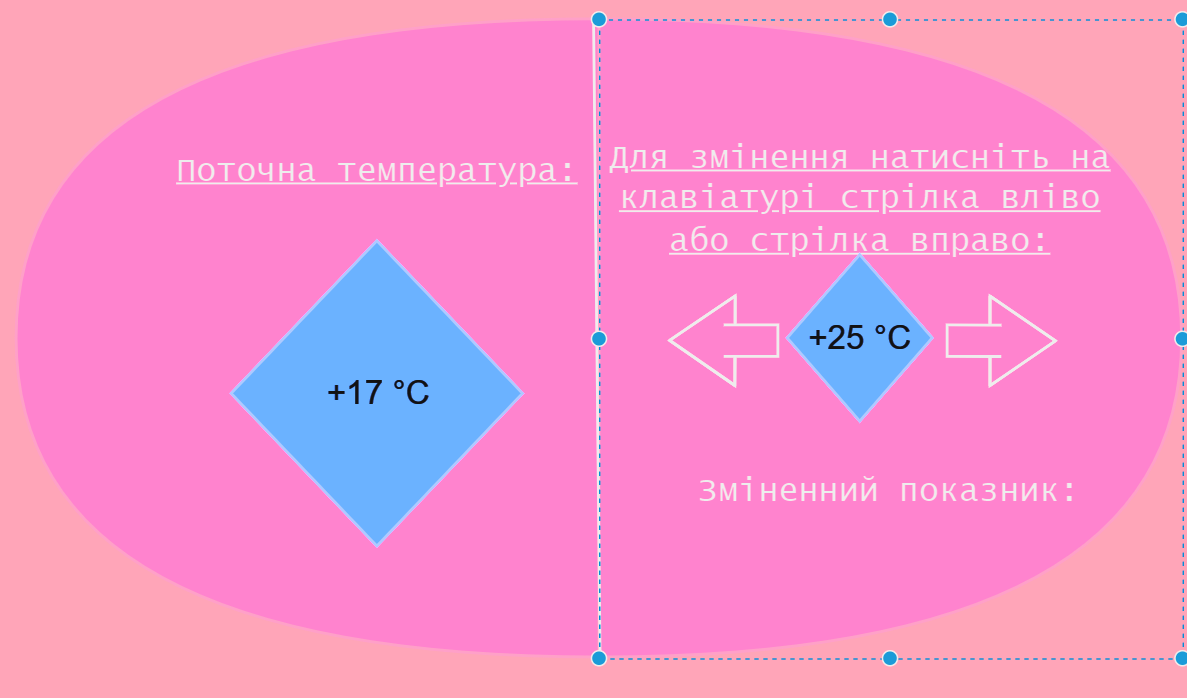 Поточна температура:
+17 °C
Для змінення натисніть на
клавіатурі стрілка вліво
або стрілка вправо:
+25 °C
Зміненний показник: